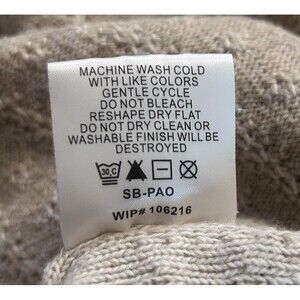 MACHINE WASH COLD
WITH LIKE COLORS
GENTLE CYCLE
DO NOT BLEACH
RESHAPE DRY FLAT
DO NOT DRY CLEAN OR
WASHABLE FINISH WILL BE
DESTROYED
30.C
SB-PAO
WIP# 106216